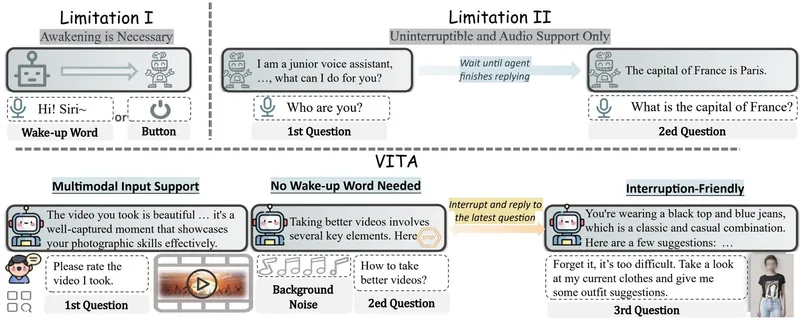 Limitation I
Awakening is Necessary
Hi! Siri~
or
Wake-up Word
Button
Limitation II
Uninterruptible and Audio Support Only
I am a junior voice assistant,
…, what can I do for you?
Wait until agent
finishes replying
The capital of France is Paris.
Who are you?
What is the capital of France?
1st Question
2ed Question
VITA
Multimodal Input Support
The video you took is beautiful … it's a
well-captured moment that showcases
your photographic skills effectively.
Please rate the
video I took.
1st Question
No Wake-up Word Needed
Taking better videos involves
several key elements. Here
STOP
Background
Noise
How to take
better videos?
2ed Question
Interrupt and reply to
the latest question
Interruption-Friendly
You're wearing a black top and blue jeans,
which is a classic and casual combination.
Here are a few suggestions: …
Forget it, it's too difficult. Take a look
at my current clothes and give me
some outfit suggestions.
3rd Question